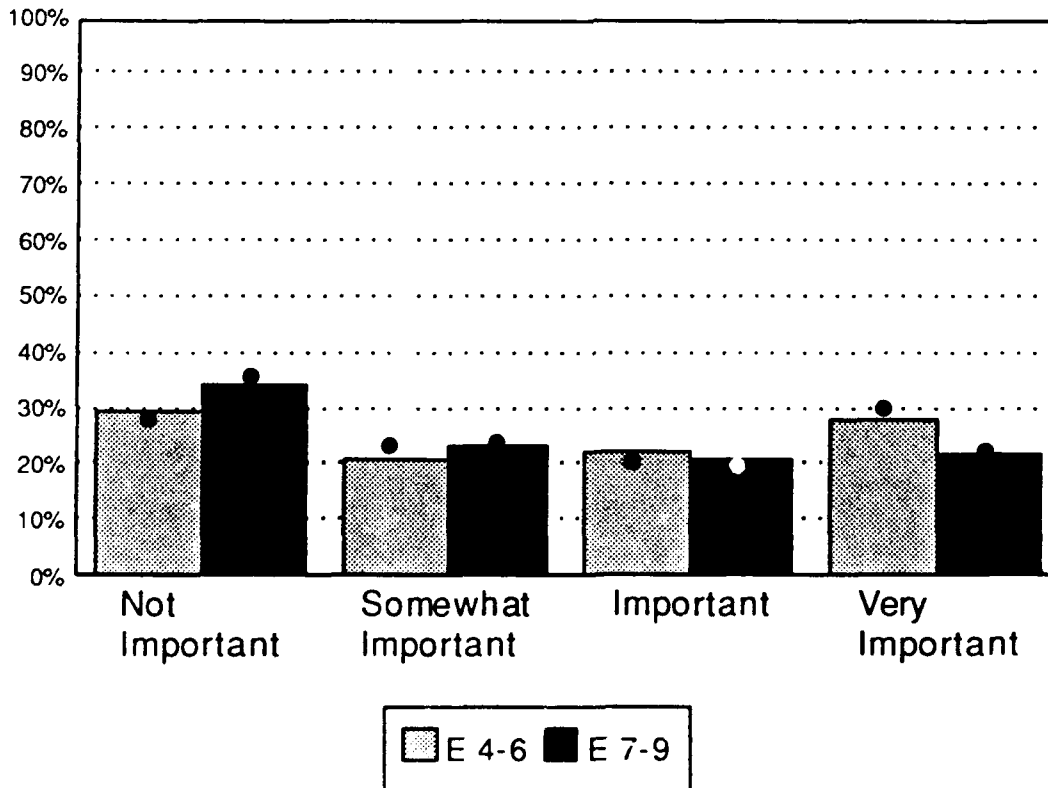 100%
90%
80%
70%
60%
50%
40%
30%
20%
10%
0%
Not
Important
Somewhat
Important
Important
Very
Important
E 4-6 E 7-9